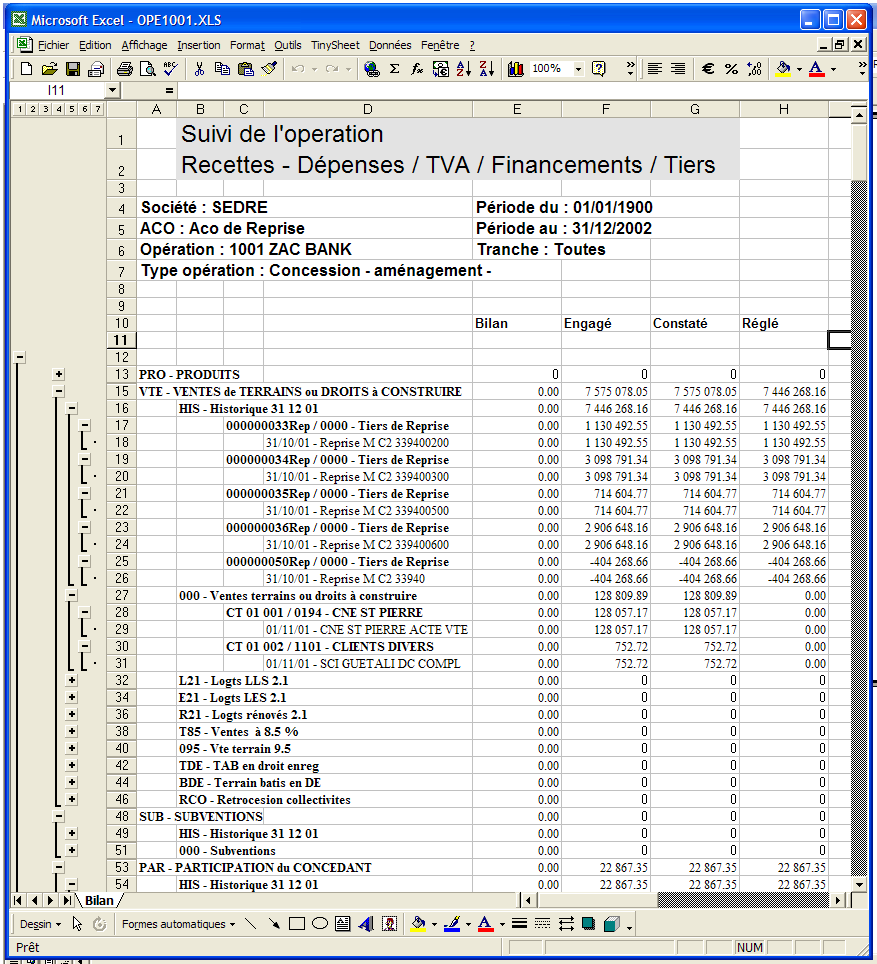 Microsoft Excel - OPE1001.XLS
Fichier Edition Affichage Insertion Format Outils TinySheet Données Fenêtre ?
100%
I11 =
1 2 3 4 5 6 7 A B C D E F G H
1 Suivi de l'operation
2 Recettes - Dépenses / TVA / Financements / Tiers
3
4 Société : SEDRE Période du : 01/01/1900
5 ACO : Aco de Reprise Période au : 31/12/2002
6 Opération : 1001 ZAC BANK Tranche : Toutes
7 Type opération : Concession - aménagement -
8
9
10 Bilan Engagé Constaté Réglé
11
12
13 PRO - PRODUITS 0 0 0 0
15 VTE - VENTES de TERRAINS ou DROITS à CONSTRUIRE 0.00 7 575 078.05 7 575 078.05 7 446 268.16
16 HIS - Historique 31 12 01 0.00 7 446 268.16 7 446 268.16 7 446 268.16
17 000000033Rep / 0000 - Tiers de Reprise 0.00 1 130 492.55 1 130 492.55 1 130 492.55
18 31/10/01 - Reprise M C2 339400200 0.00 1 130 492.55 1 130 492.55 1 130 492.55
19 000000034Rep / 0000 - Tiers de Reprise 0.00 3 098 791.34 3 098 791.34 3 098 791.34
20 31/10/01 - Reprise M C2 339400300 0.00 3 098 791.34 3 098 791.34 3 098 791.34
21 000000035Rep / 0000 - Tiers de Reprise 0.00 714 604.77 714 604.77 714 604.77
22 31/10/01 - Reprise M C2 339400500 0.00 714 604.77 714 604.77 714 604.77
23 000000036Rep / 0000 - Tiers de Reprise 0.00 2 906 648.16 2 906 648.16 2 906 648.16
24 31/10/01 - Reprise M C2 339400600 0.00 2 906 648.16 2 906 648.16 2 906 648.16
25 000000050Rep / 0000 - Tiers de Reprise 0.00 -404 268.66 -404 268.66 -404 268.66
26 31/10/01 - Reprise M C2 33940 0.00 -404 268.66 -404 268.66 -404 268.66
27 000 - Ventes terrains ou droits à construire 0.00 128 809.89 128 809.89 0.00
28 CT 01 001 / 0194 - CNE ST PIERRE 0.00 128 057.17 128 057.17 0.00
29 01/11/01 - CNE ST PIERRE ACTE VTE 0.00 128 057.17 128 057.17 0.00
30 CT 01 002 / 1101 - CLIENTS DIVERS 0.00 752.72 752.72 0.00
31 01/11/01 - SCI GUETALI DC COMPL 0.00 752.72 752.72 0.00
32 L21 - Logts LLS 2.1 0.00 0 0 0
34 E21 - Logts LES 2.1 0.00 0 0 0
36 R21 - Logts rénovés 2.1 0.00 0 0 0
38 T85 - Ventes à 8.5 % 0.00 0 0 0
40 095 - Vte terrain 9.5 0.00 0 0 0
42 TDE - TAB en droit enreg 0.00 0 0 0
44 BDE - Terrain batis en DE 0.00 0 0 0
46 RCO - Retrocesion collectivites 0.00 0 0 0
48 SUB - SUBVENTIONS 0.00 0 0 0
49 HIS - Historique 31 12 01 0.00 0 0 0
51 000 - Subventions 0.00 0 0 0
53 PAR - PARTICIPATION du CONCEDANT 0.00 22 867.35 22 867.35 22 867.35
54 HIS - Historique 31 12 01 0.00 22 867.35 22 867.35 22 867.35
Bilan
Dessin Formes automatiques
Prêt NUM